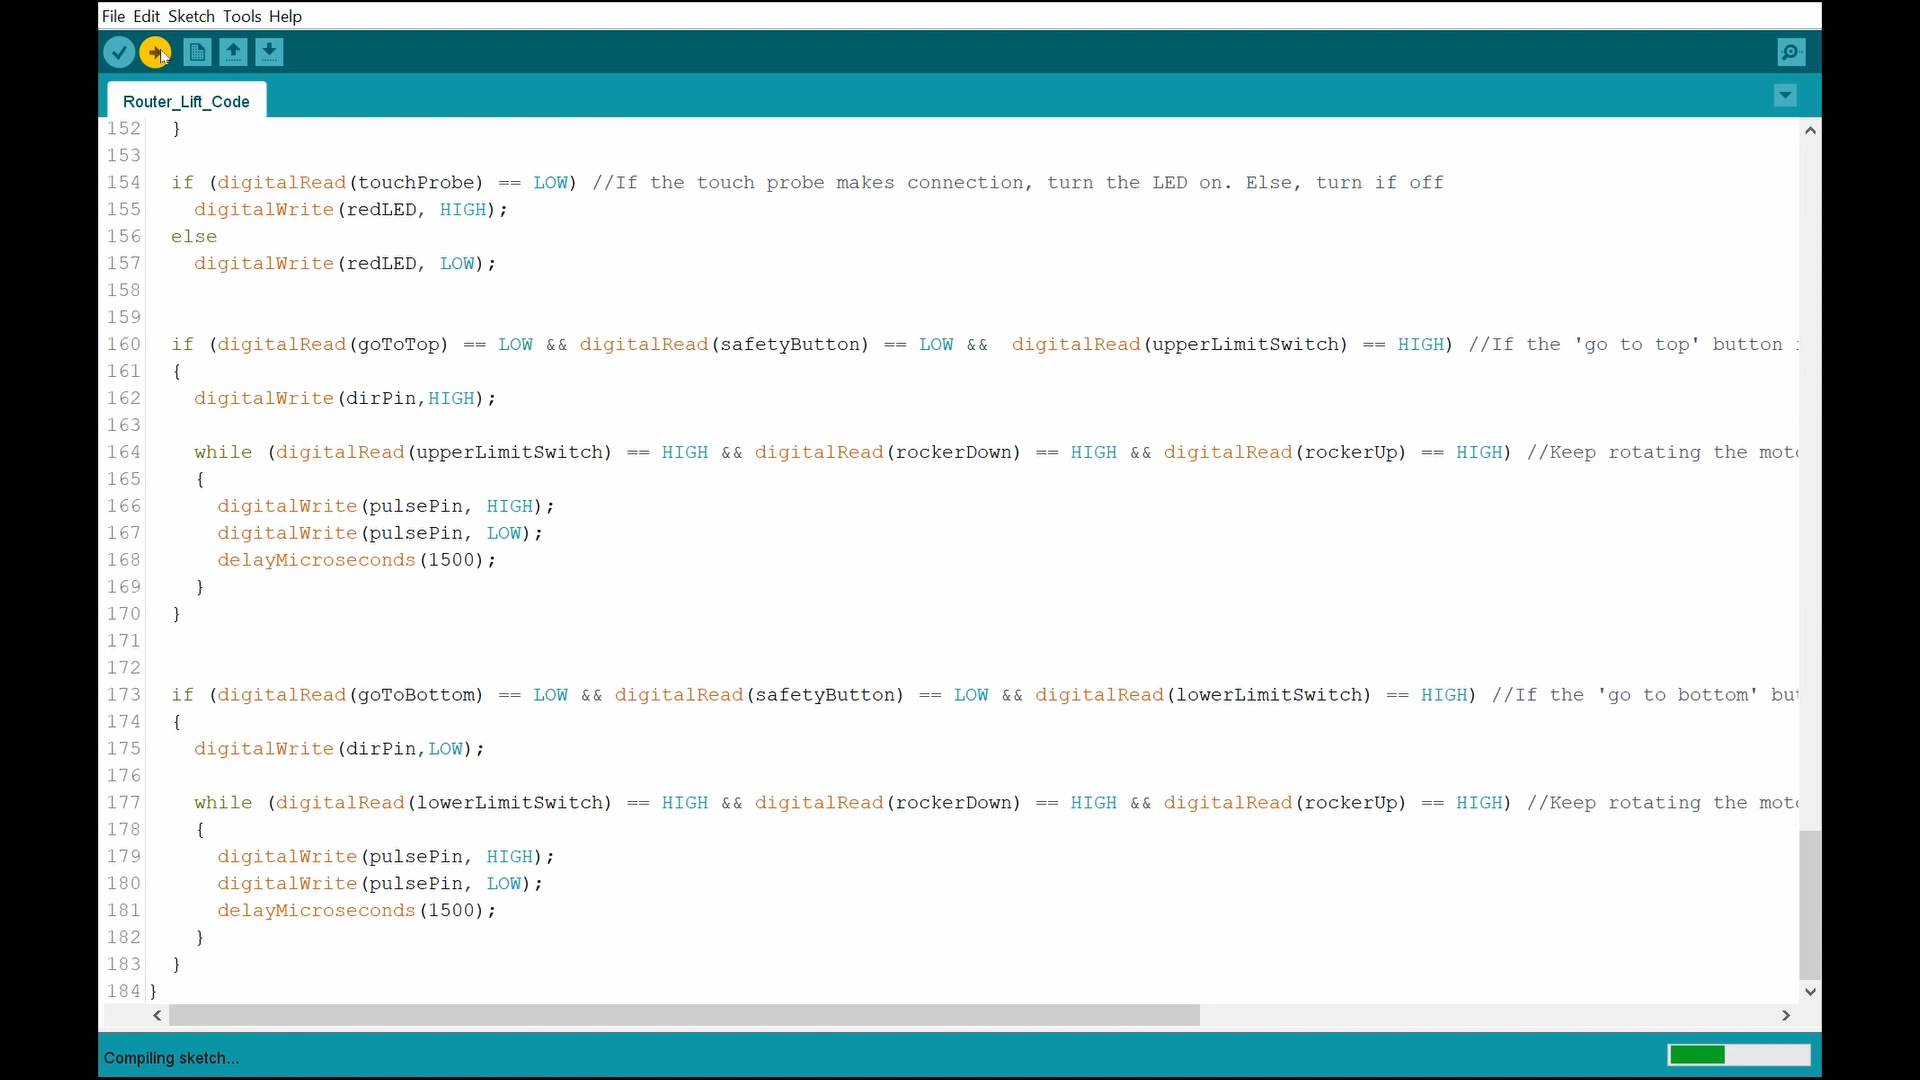 File Edit Sketch Tools Help
Router_Lift_Code
152 }
153
154 if (digitalRead(touchProbe) == LOW) //If the touch probe makes connection, turn the LED on. Else, turn if off
155 digitalWrite(redLED, HIGH);
156 else
157 digitalWrite(redLED, LOW);
158
159
160 if (digitalRead(goToTop) == LOW && digitalRead(safetyButton) == LOW && digitalRead(upperLimitSwitch) == HIGH) //If the 'go to top' button
161 {
162 digitalWrite(dirPin,HIGH);
163
164 while (digitalRead(upperLimitSwitch) == HIGH && digitalRead(rockerDown) == HIGH && digitalRead(rockerUp) == HIGH) //Keep rotating the
165 {
166 digitalWrite(pulsePin, HIGH);
167 digitalWrite(pulsePin, LOW);
168 delayMicroseconds(1500);
169 }
170 }
171
172
173 if (digitalRead(goToBottom) == LOW && digitalRead(safetyButton) == LOW && digitalRead(lowerLimitSwitch) == HIGH) //If the 'go to bottom'
174 {
175 digitalWrite(dirPin,LOW);
176
177 while (digitalRead(lowerLimitSwitch) == HIGH && digitalRead(rockerDown) == HIGH && digitalRead(rockerUp) == HIGH) //Keep rotating the
178 {
179 digitalWrite(pulsePin, HIGH);
180 digitalWrite(pulsePin, LOW);
181 delayMicroseconds(1500);
182 }
183 }
184 }
Compiling sketch...